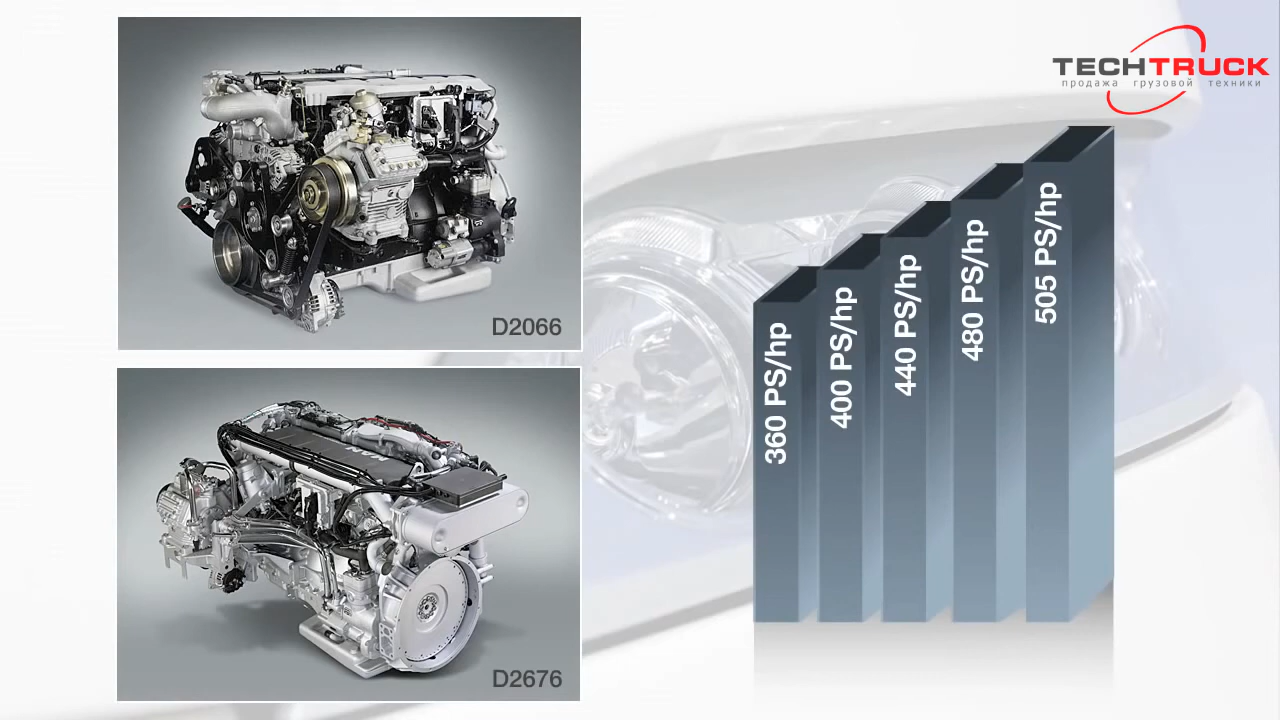 TECHTRUCK
продажа грузовой техники
D2066
D2676
360 PS/hp
400 PS/hp
440 PS/hp
480 PS/hp
505 PS/hp